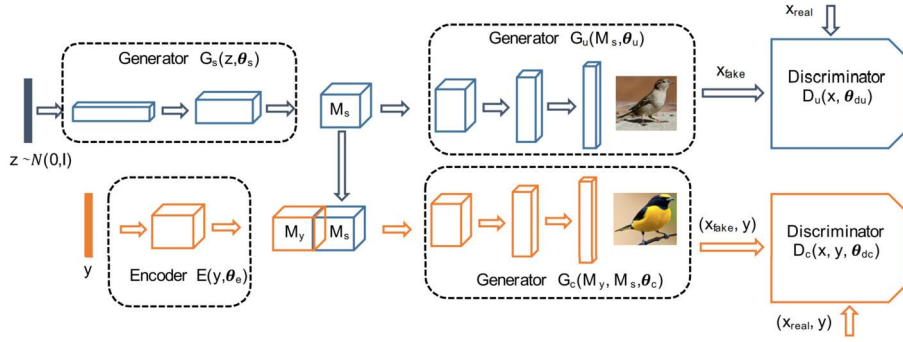 x_real
Generator G_s(z,θ_s)
Generator G_u(M_s,θ_u)
x_fake
Discriminator
D_u(x, θ_du)
M_s
z ~N(0,I)
(x_fake, y)
Discriminator
D_c(x, y, θ_dc)
M_y
M_s
y
Encoder E(y,θ_e)
Generator G_c(M_y, M_s,θ_c)
(x_real, y)